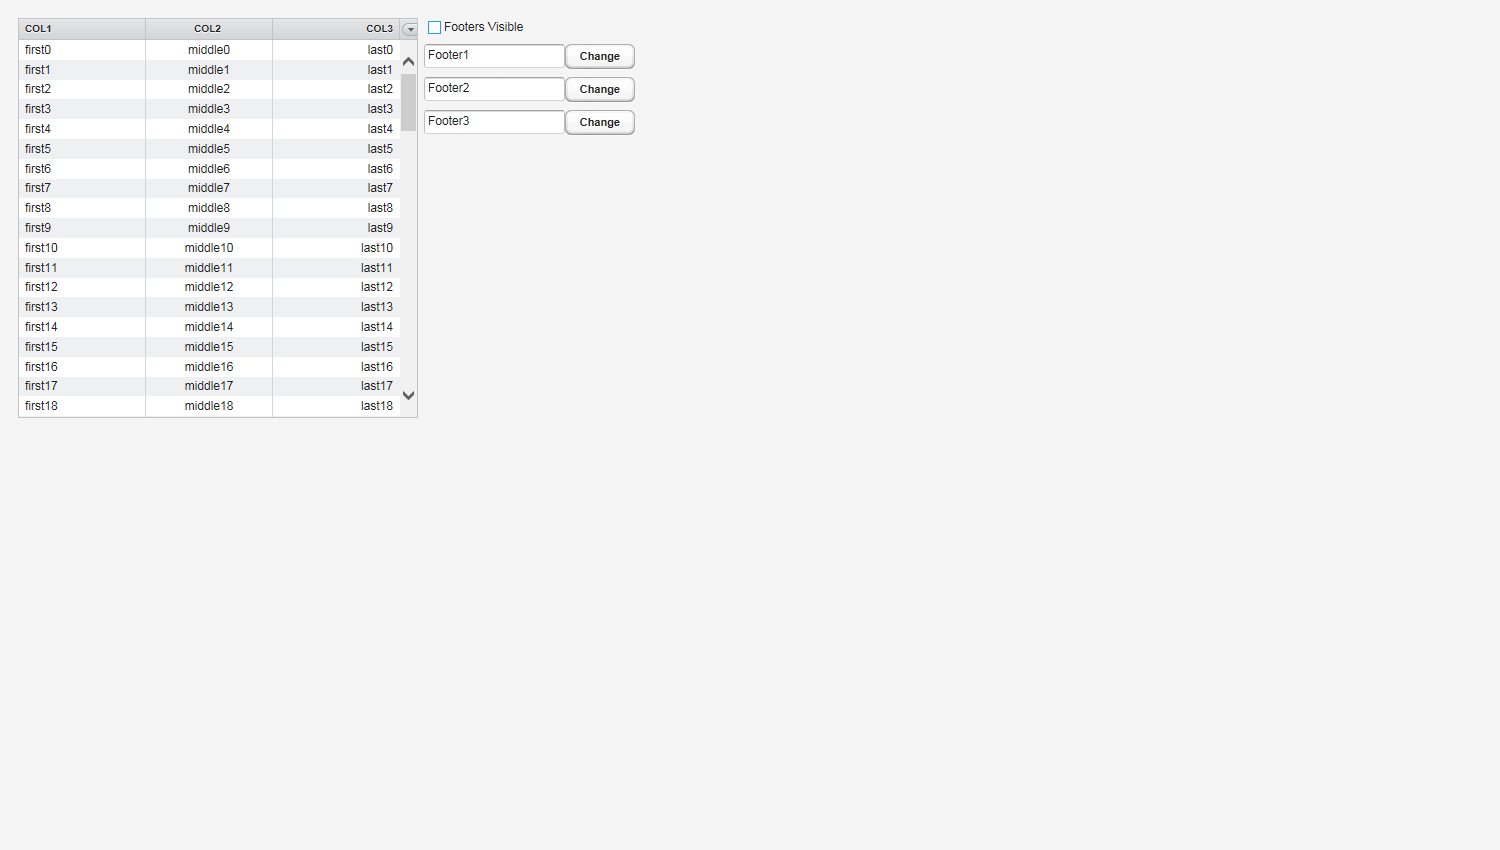 COL1 COL2 COL3
first0 middle0 last0
first1 middle1 last1
first2 middle2 last2
first3 middle3 last3
first4 middle4 last4
first5 middle5 last5
first6 middle6 last6
first7 middle7 last7
first8 middle8 last8
first9 middle9 last9
first10 middle10 last10
first11 middle11 last11
first12 middle12 last12
first13 middle13 last13
first14 middle14 last14
first15 middle15 last15
first16 middle16 last16
first17 middle17 last17
first18 middle18 last18
Footers Visible
Footer1 Change
Footer2 Change
Footer3 Change